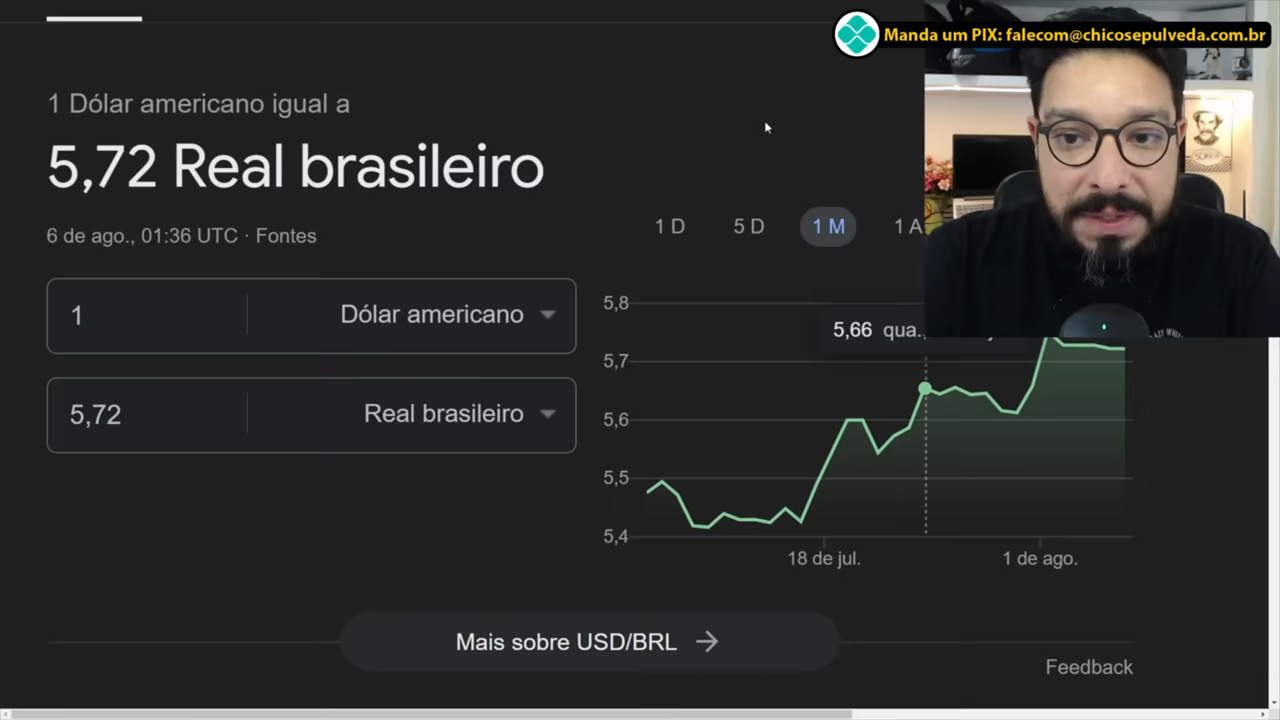 Manda um PIX: falecom@chicosepulveda.com.br
1 Dólar americano igual a
5,72 Real brasileiro
6 de ago., 01:36 UTC · Fontes
1 Dólar americano
5,72 Real brasileiro
1 D 5 D 1 M 1 A
5,8
5,66 qua.,
5,7
5,6
5,5
5,4
18 de jul. 1 de ago.
Mais sobre USD/BRL
Feedback